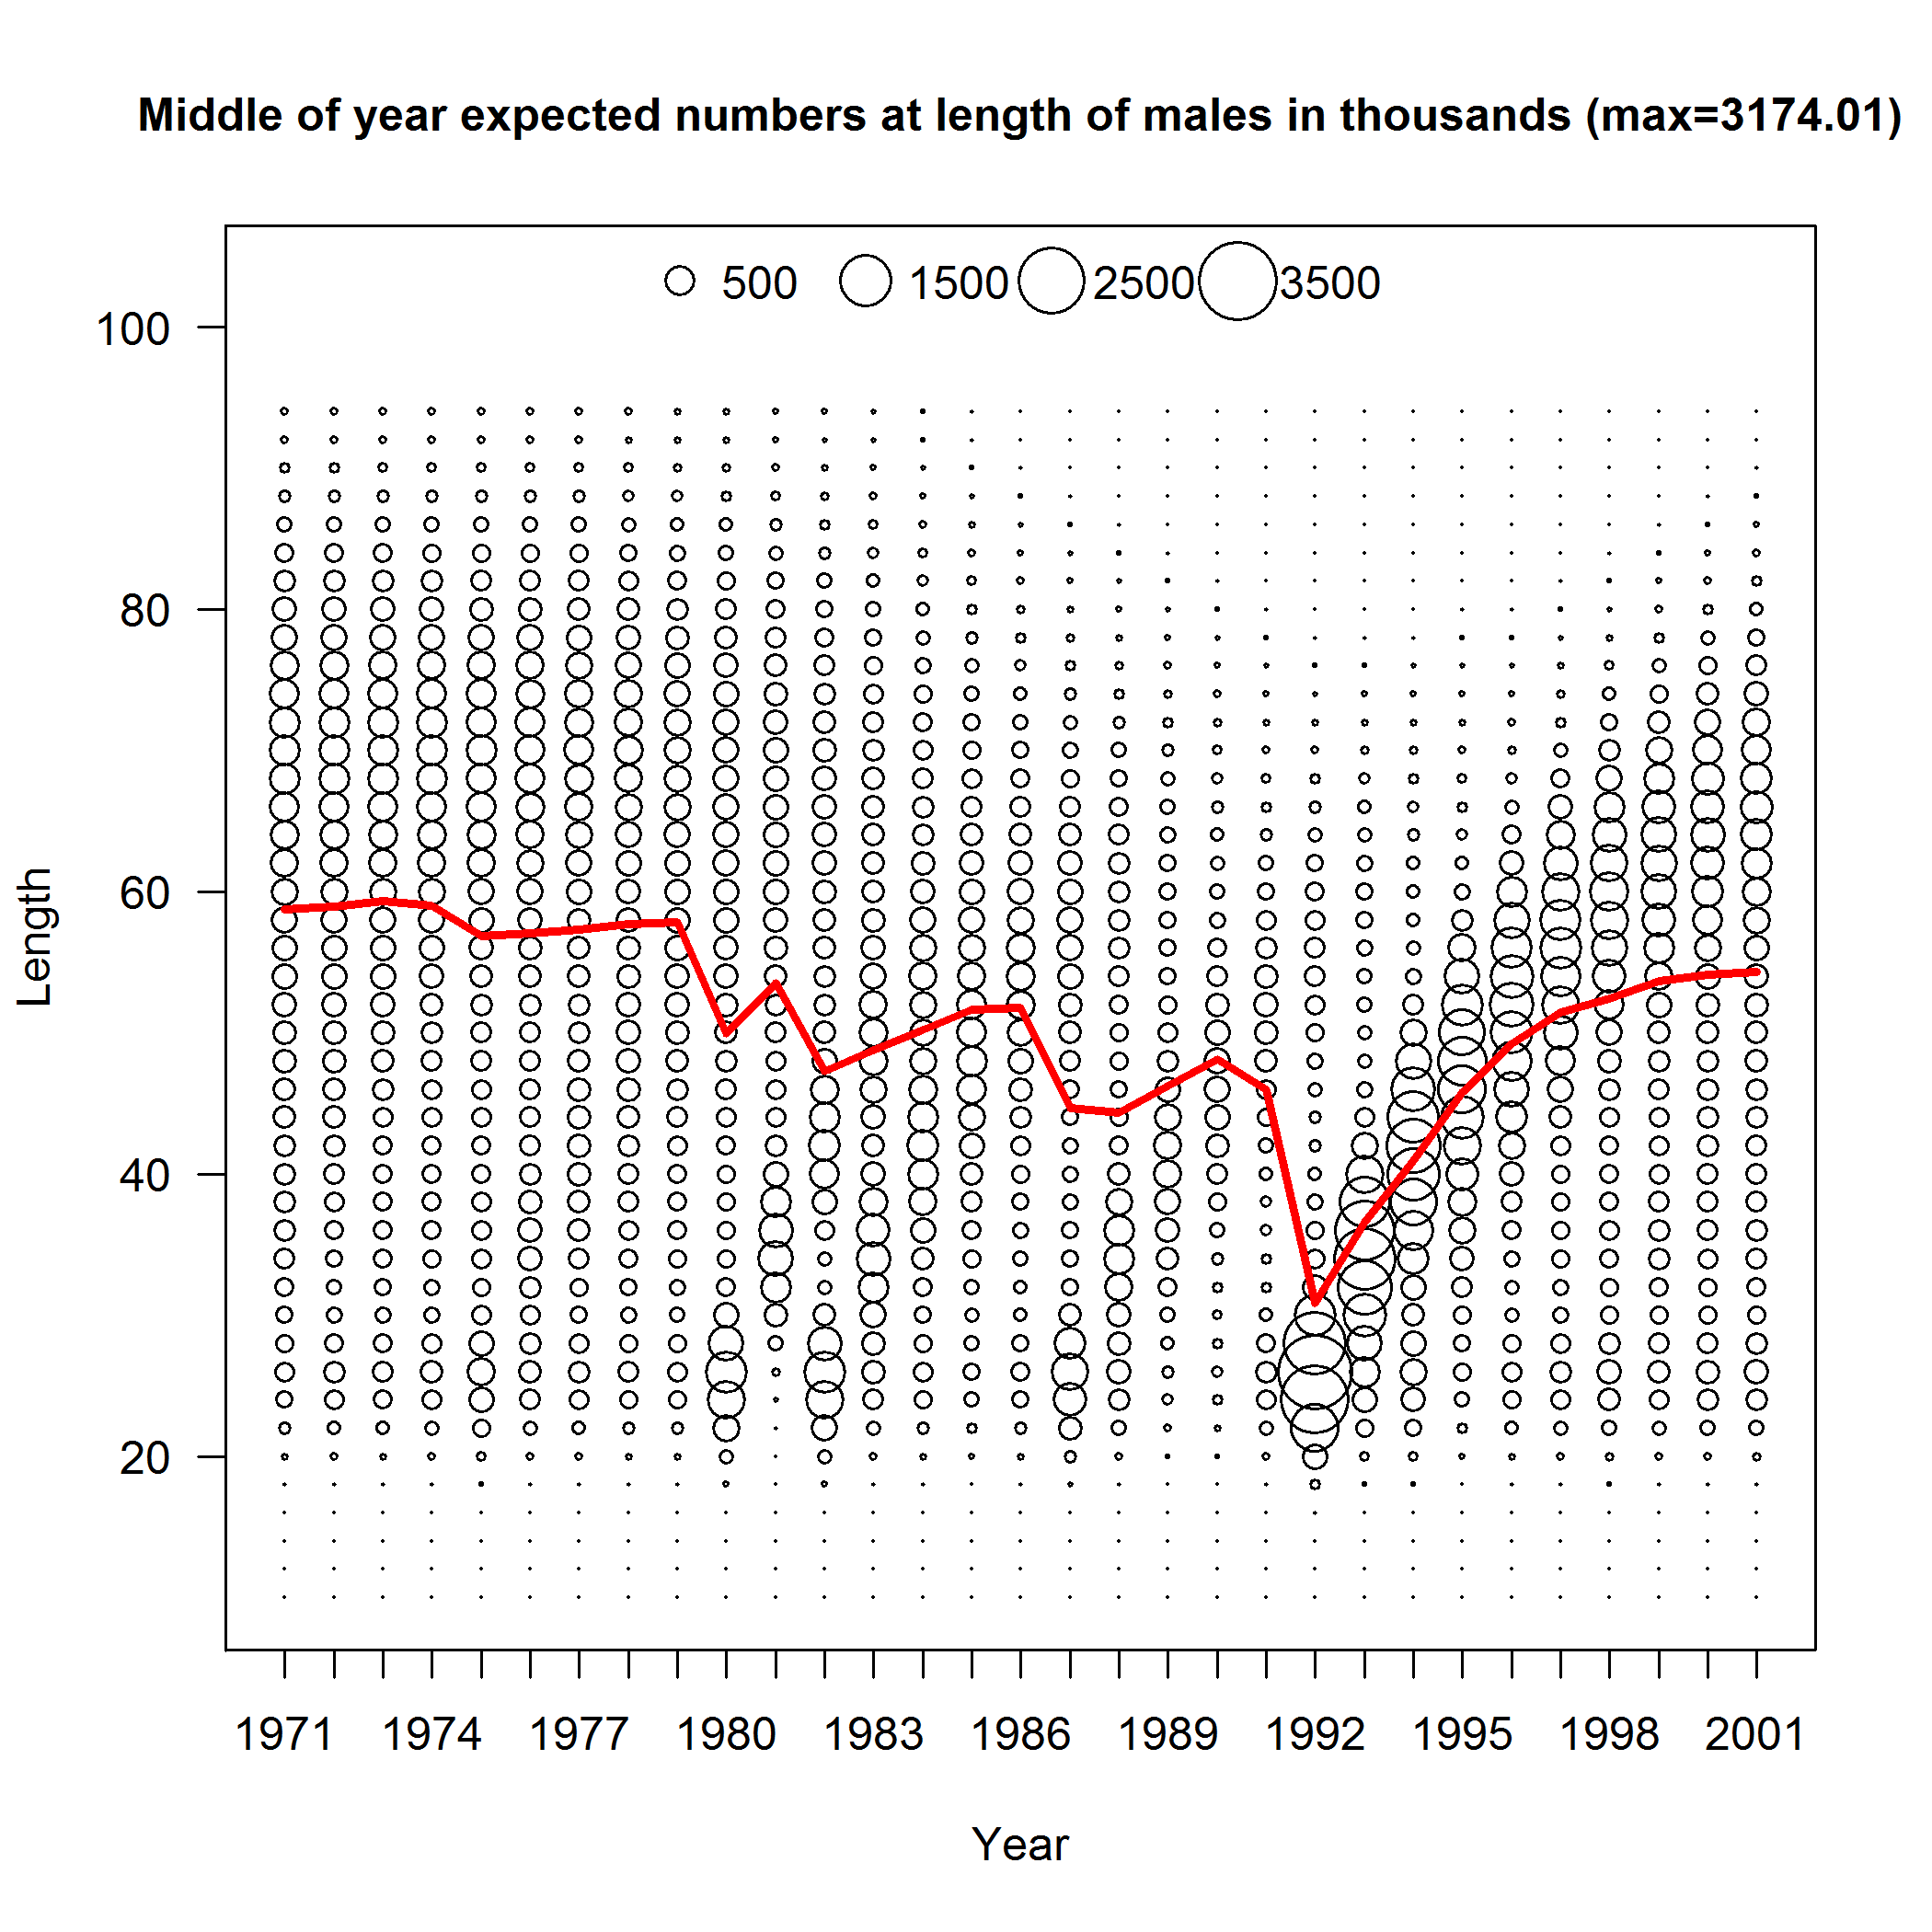 Middle of year expected numbers at length of males in thousands (max=3174.01)
500 1500 2500 3500
100
80
60
40
20
Length
1971 1974 1977 1980 1983 1986 1989 1992 1995 1998 2001
Year